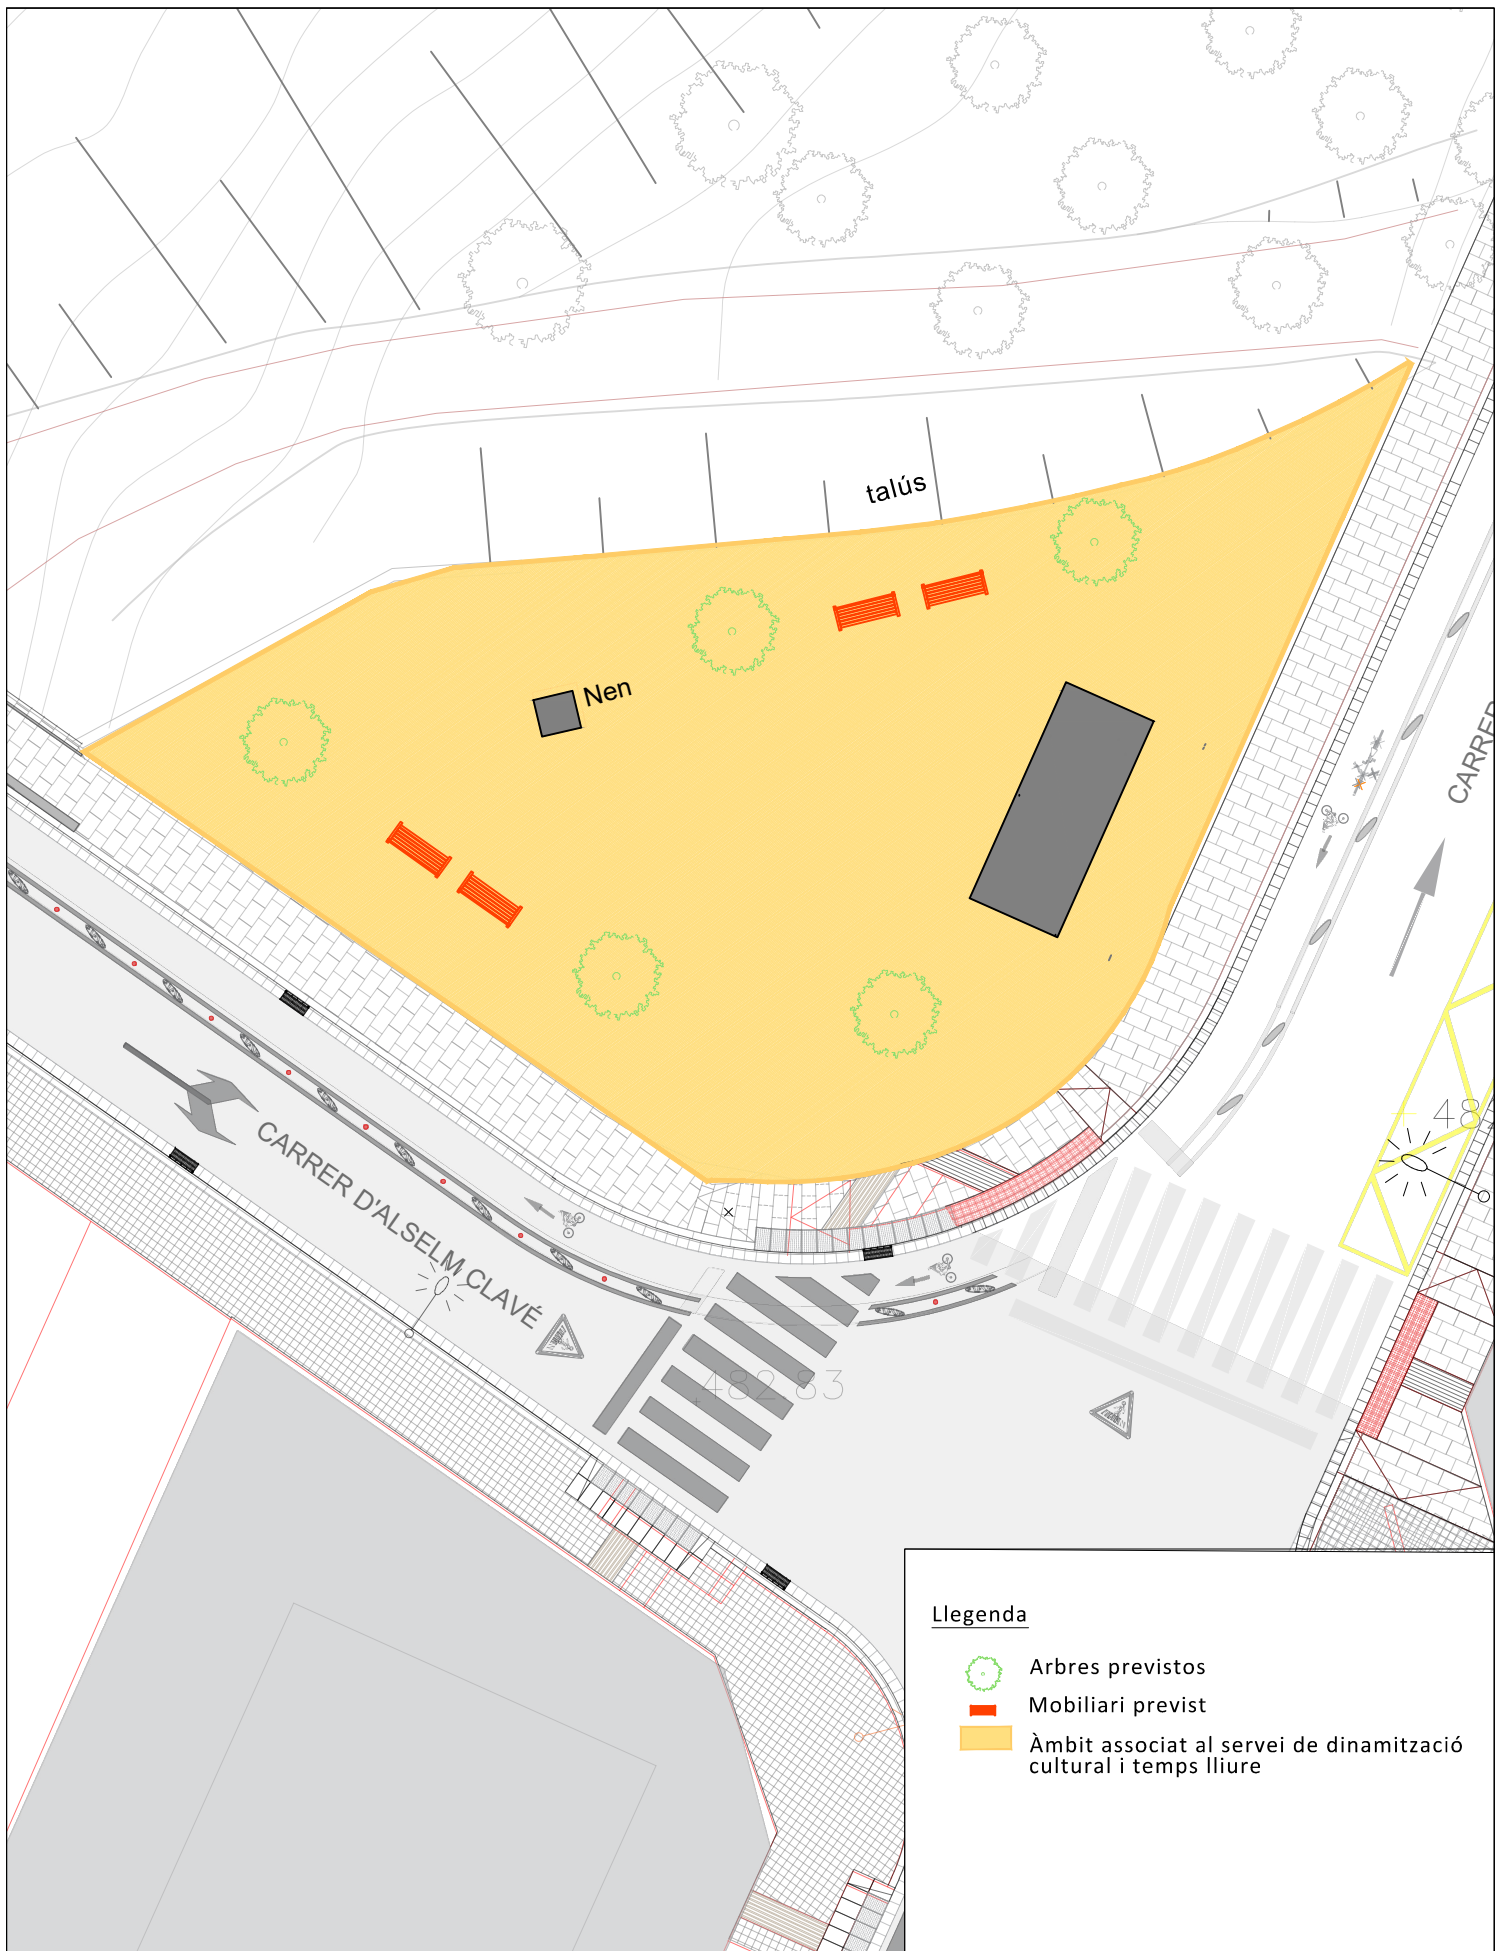 talús
Nen
CARRER
CARRER D'ALSELM CLAVÉ
482 83
Llegenda
Arbres previstos
Mobiliari previst
Àmbit associat al servei de dinamització
cultural i temps lliure